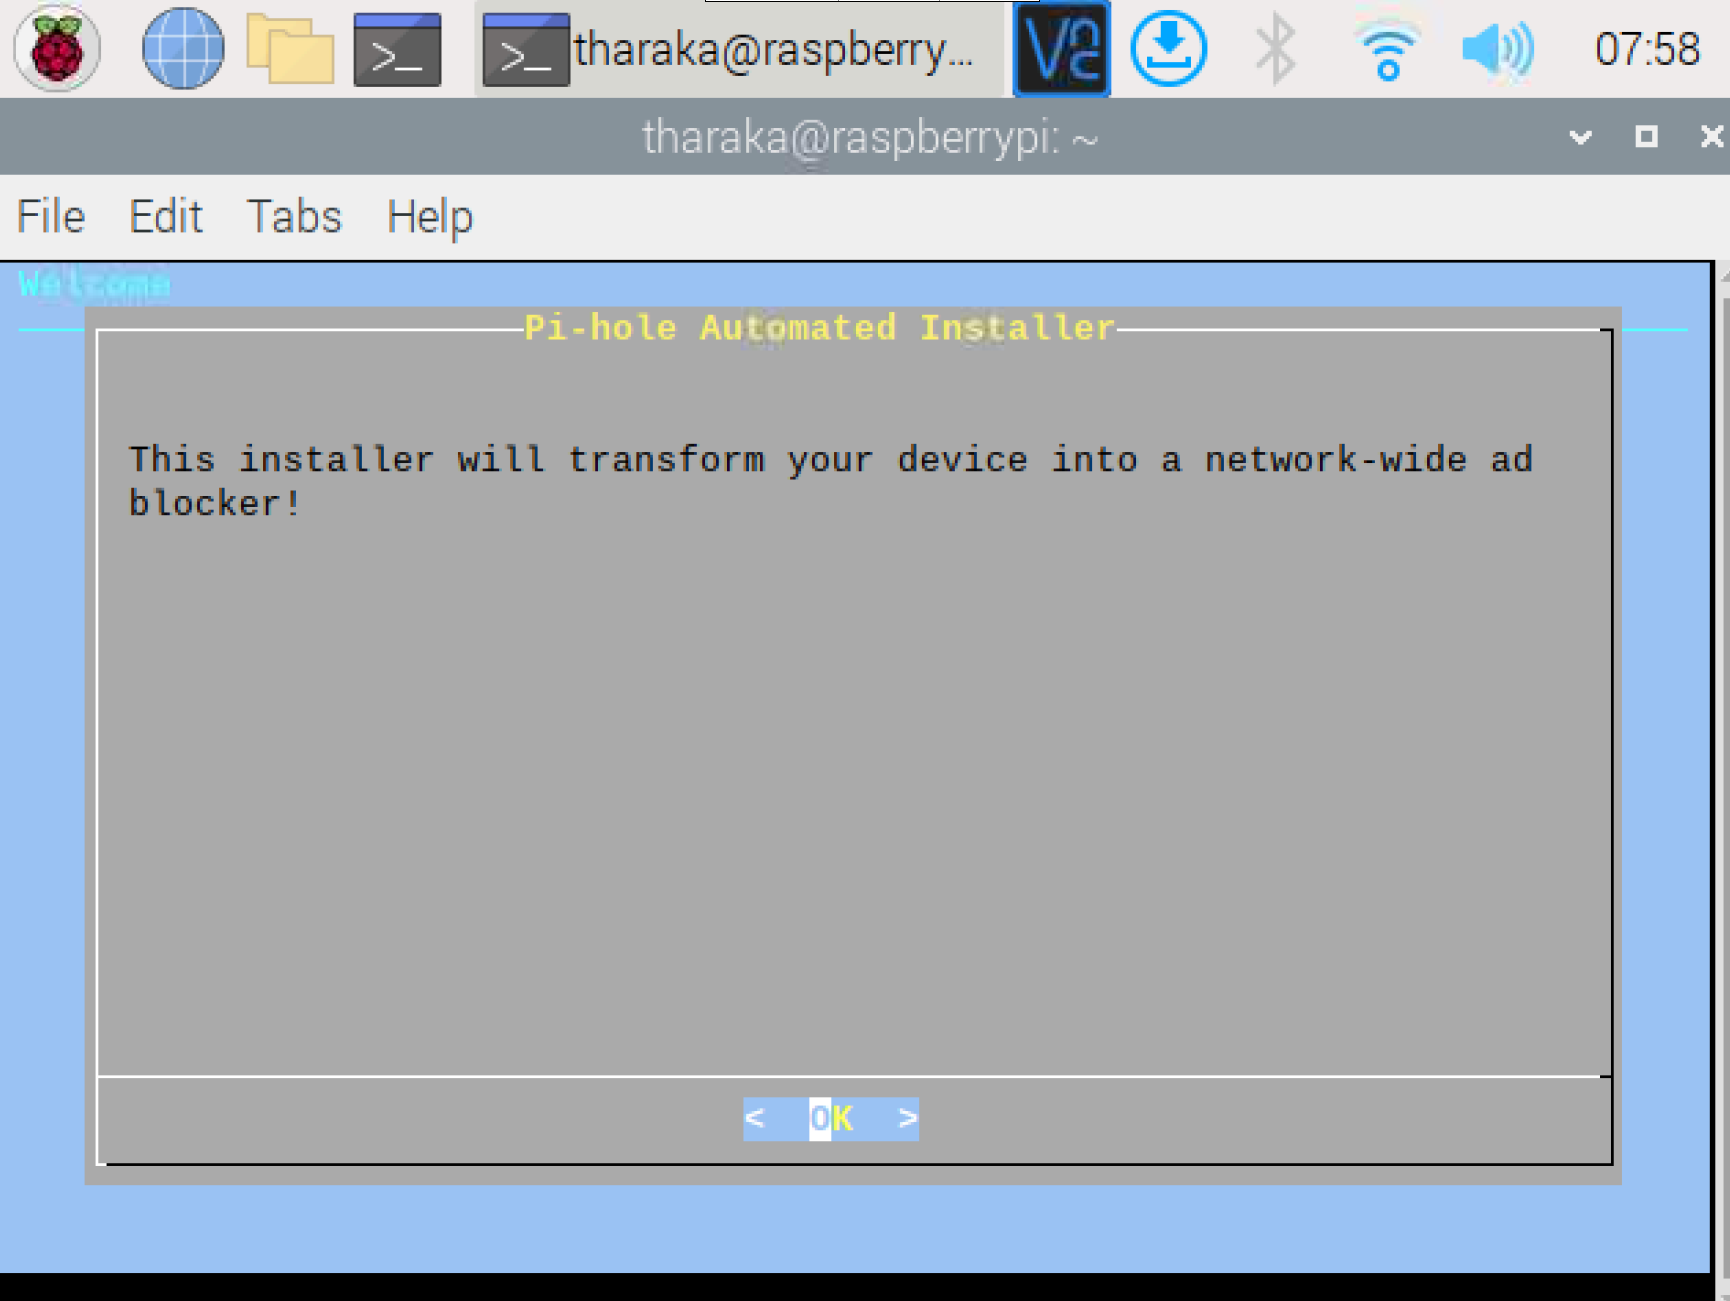 tharaka@raspberry...
07:58
tharaka@raspberrypi: ~
File Edit Tabs Help
Welcome
Pi-hole Automated Installer
This installer will transform your device into a network-wide ad
blocker!
< OK >